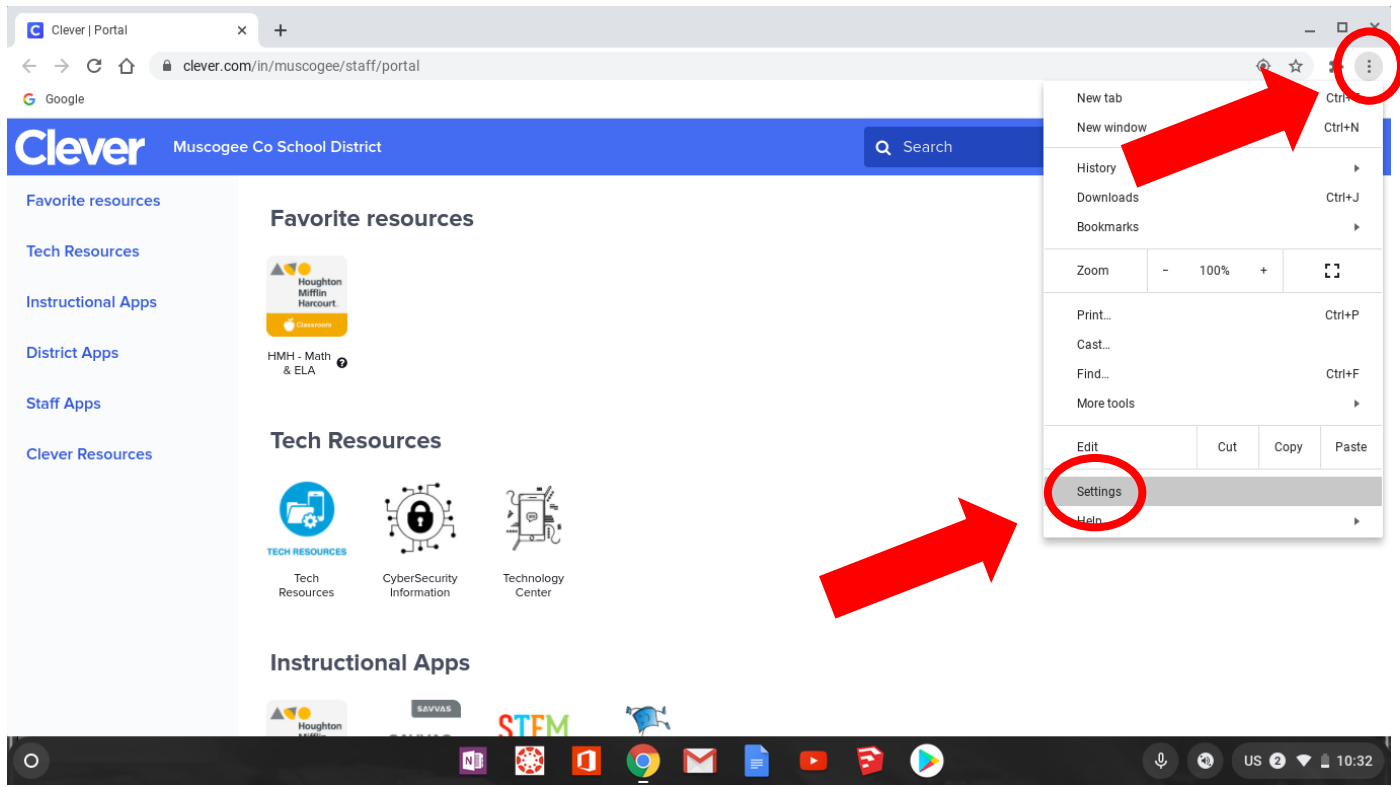 Clever | Portal
clever.com/in/muscogee/staff/portal
Google
Clever Muscogee Co School District Search
Favorite resources
Tech Resources
Instructional Apps
District Apps
Staff Apps
Clever Resources
Favorite resources
Houghton
Mifflin
Harcourt
Classroom
HMH - Math
& ELA
Tech Resources
TECH RESOURCES
Tech
Resources
CyberSecurity
Information
Technology
Center
Instructional Apps
Houghton
SAVVAS
STEM
New tab
New window Ctrl+N
History
Downloads Ctrl+J
Bookmarks
Zoom - 100% +
Print... Ctrl+P
Cast...
Find... Ctrl+F
More tools
Edit Cut Copy Paste
Settings
Help
US 2 10:32